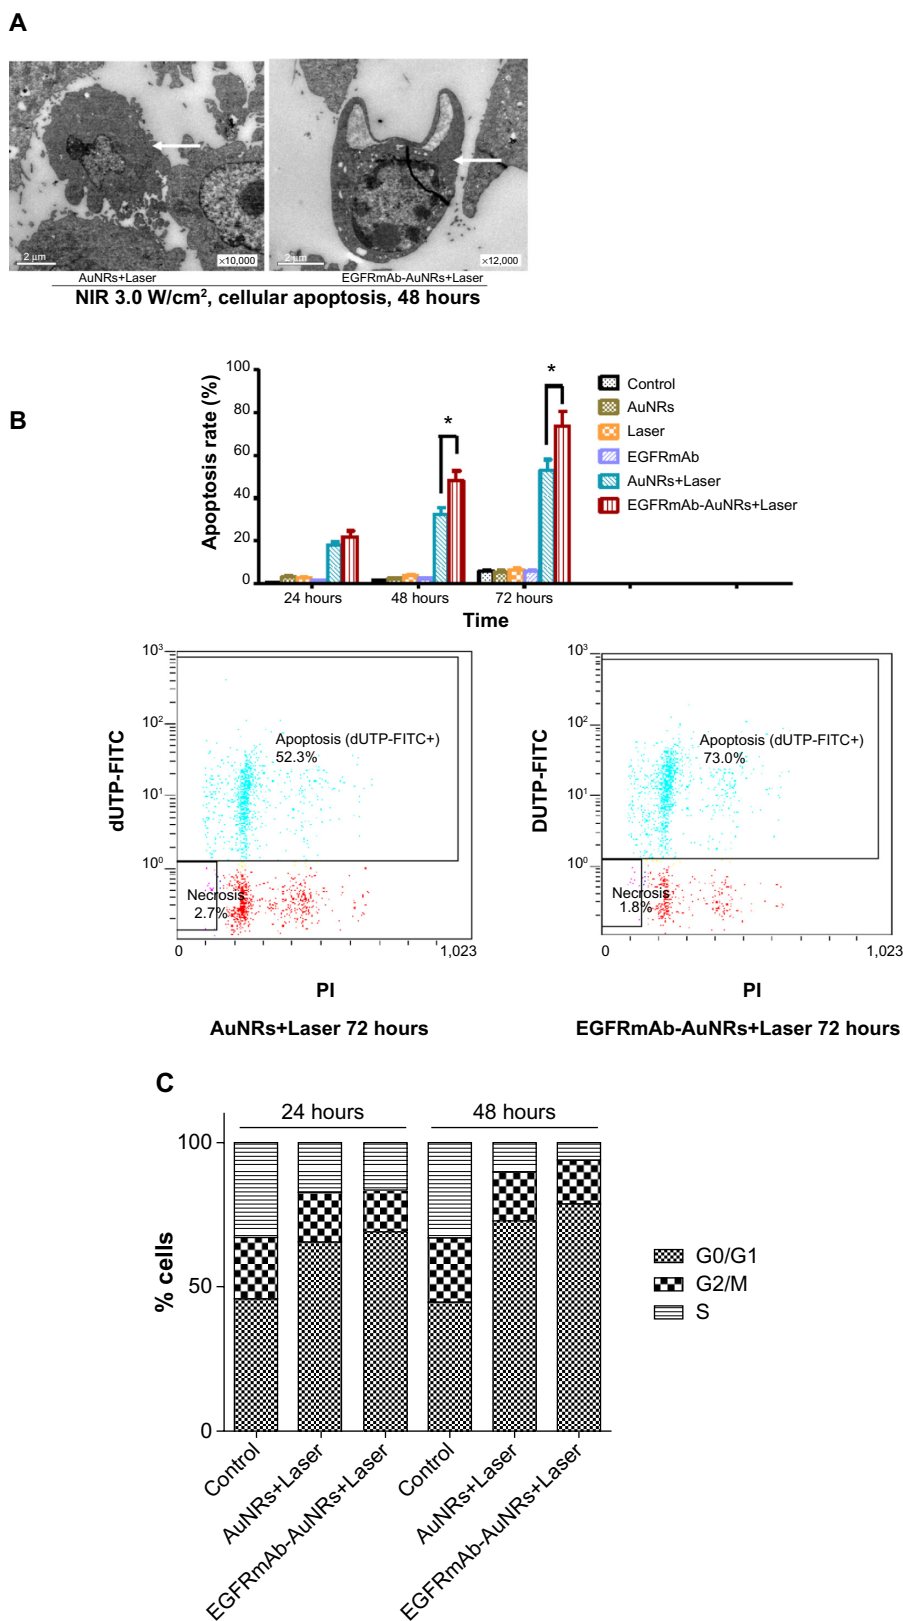 A
2 μm
×10,000
2 μm
×12,000
AuNRs+Laser
EGFRmAb-AuNRs+Laser
NIR 3.0 W/cm², cellular apoptosis, 48 hours
B
Apoptosis rate (%)
100
80
60
40
20
0
*
*
24 hours
48 hours
72 hours
Time
Control
AuNRs
Laser
EGFRmAb
AuNRs+Laser
EGFRmAb-AuNRs+Laser
dUTP-FITC
10³
10²
10¹
10⁰
Apoptosis (dUTP-FITC+)
52.3%
Necrosis
2.7%
0
1,023
PI
AuNRs+Laser 72 hours
DUTP-FITC
10³
10²
10¹
10⁰
Apoptosis (dUTP-FITC+)
73.0%
Necrosis
1.8%
0
1,023
PI
EGFRmAb-AuNRs+Laser 72 hours
C
24 hours
48 hours
% cells
100
50
0
Control
AuNRs+Laser
EGFRmAb-AuNRs+Laser
Control
AuNRs+Laser
EGFRmAb-AuNRs+Laser
G0/G1
G2/M
S